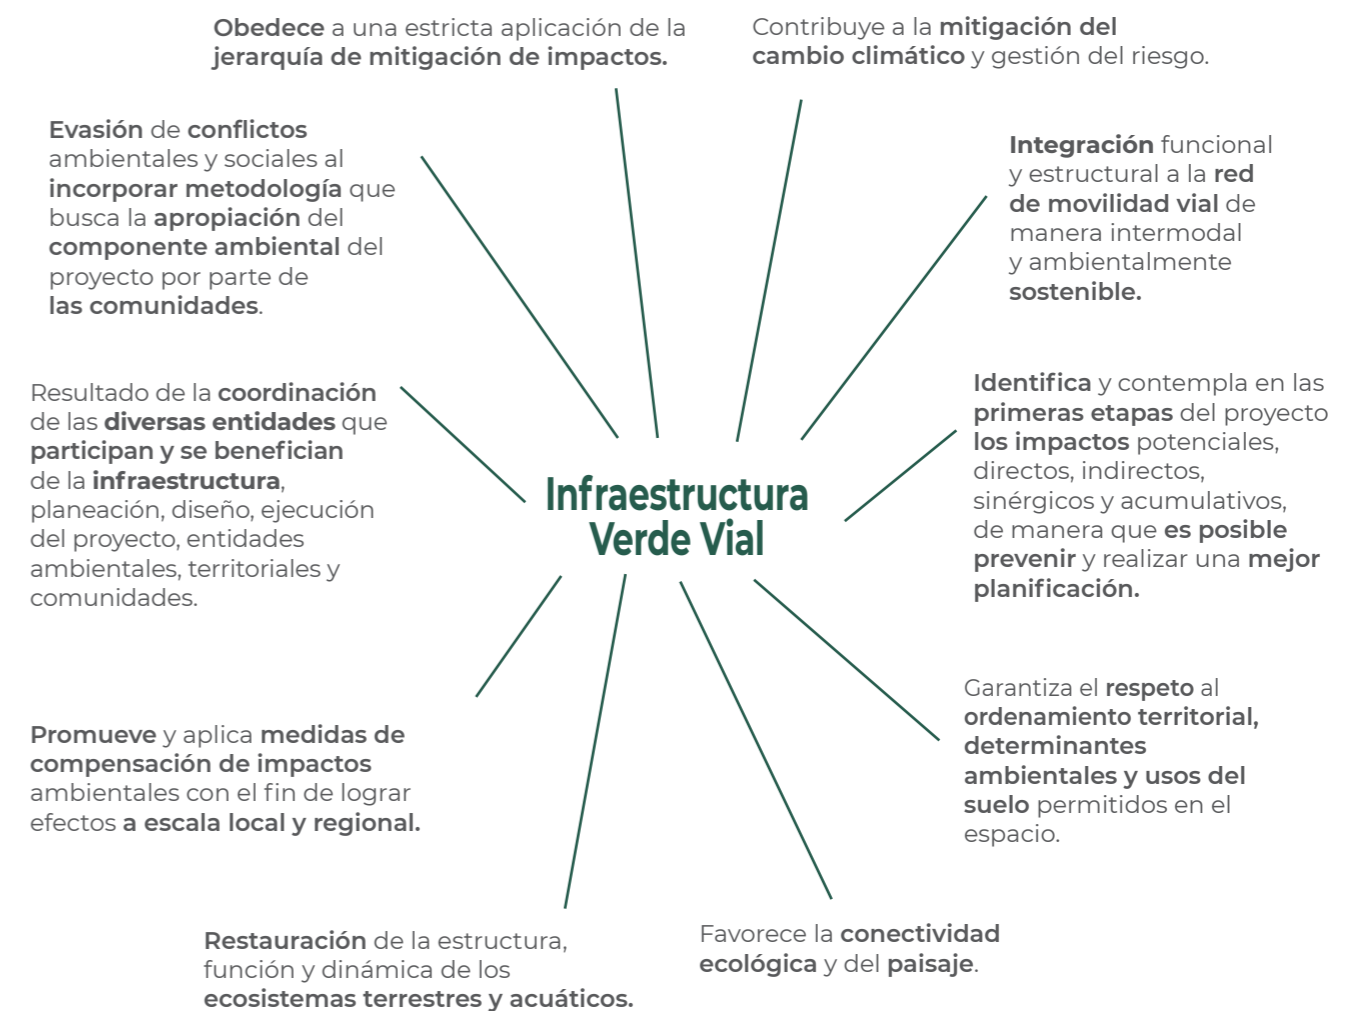 Obedece a una estricta aplicación de la
jerarquía de mitigación de impactos.
Contribuye a la mitigación del
cambio climático y gestión del riesgo.
Evasión de conflictos
ambientales y sociales al
incorporar metodología que
busca la apropiación del
componente ambiental del
proyecto por parte de
las comunidades.
Integración funcional
y estructural a la red
de movilidad vial de
manera intermodal
y ambientalmente
sostenible.
Resultado de la coordinación
de las diversas entidades que
participan y se benefician
de la infraestructura,
planeación, diseño, ejecución
del proyecto, entidades
ambientales, territoriales y
comunidades.
Infraestructura
Verde Vial
Identifica y contempla en las
primeras etapas del proyecto
los impactos potenciales,
directos, indirectos,
sinérgicos y acumulativos,
de manera que es posible
prevenir y realizar una mejor
planificación.
Promueve y aplica medidas de
compensación de impactos
ambientales con el fin de lograr
efectos a escala local y regional.
Garantiza el respeto al
ordenamiento territorial,
determinantes
ambientales y usos del
suelo permitidos en el
espacio.
Restauración de la estructura,
función y dinámica de los
ecosistemas terrestres y acuáticos.
Favorece la conectividad
ecológica y del paisaje.